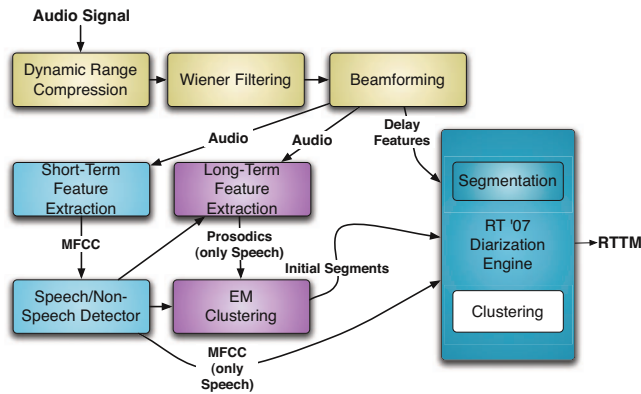 Audio Signal
Dynamic Range
Compression
Wiener Filtering
Beamforming
Audio
Audio
Delay
Features
Short-Term
Feature
Extraction
Long-Term
Feature
Extraction
Segmentation
MFCC
Prosodics
(only Speech)
RT '07
Diarization
Engine
RTTM
Initial Segments
Speech/Non-
Speech Detector
EM
Clustering
Clustering
MFCC
(only
Speech)